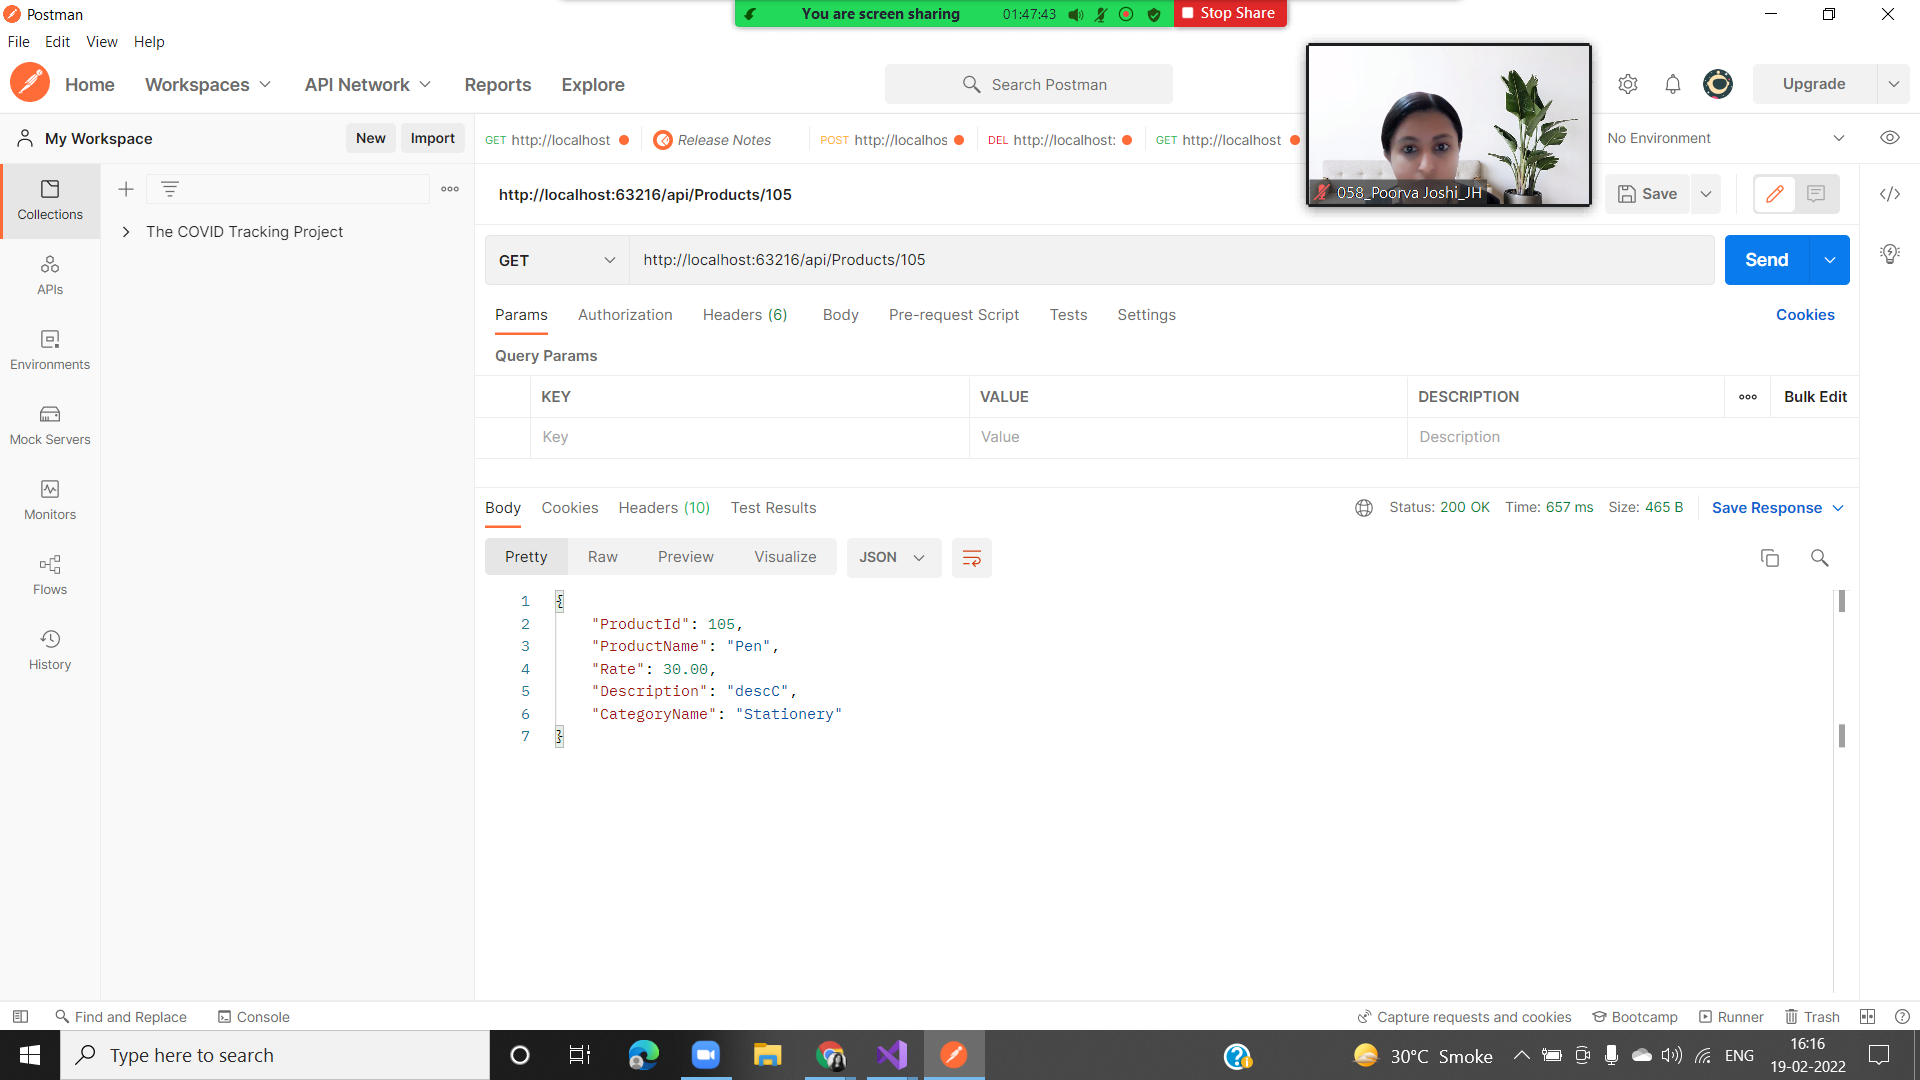 Postman
You are screen sharing 01:47:43 Stop Share
File Edit View Help
Home Workspaces API Network Reports Explore Search Postman Upgrade
My Workspace New Import
GET http://localhost Release Notes POST http://localhos DEL http://localhost: GET http://localhost No Environment
058_Poorva Joshi_JH
Collections
http://localhost:63216/api/Products/105 Save
The COVID Tracking Project
APIs
GET http://localhost:63216/api/Products/105 Send
Params Authorization Headers (6) Body Pre-request Script Tests Settings Cookies
Environments
Query Params
KEY VALUE DESCRIPTION Bulk Edit
Key Value Description
Mock Servers
Monitors
Body Cookies Headers (10) Test Results Status: 200 OK Time: 657 ms Size: 465 B Save Response
Pretty Raw Preview Visualize JSON
Flows
History
1 {
2 "ProductId": 105,
3 "ProductName": "Pen",
4 "Rate": 30.00,
5 "Description": "descC",
6 "CategoryName": "Stationery"
7 }
Find and Replace Console Capture requests and cookies Bootcamp Runner Trash
Type here to search 30°C Smoke ENG 16:16
19-02-2022